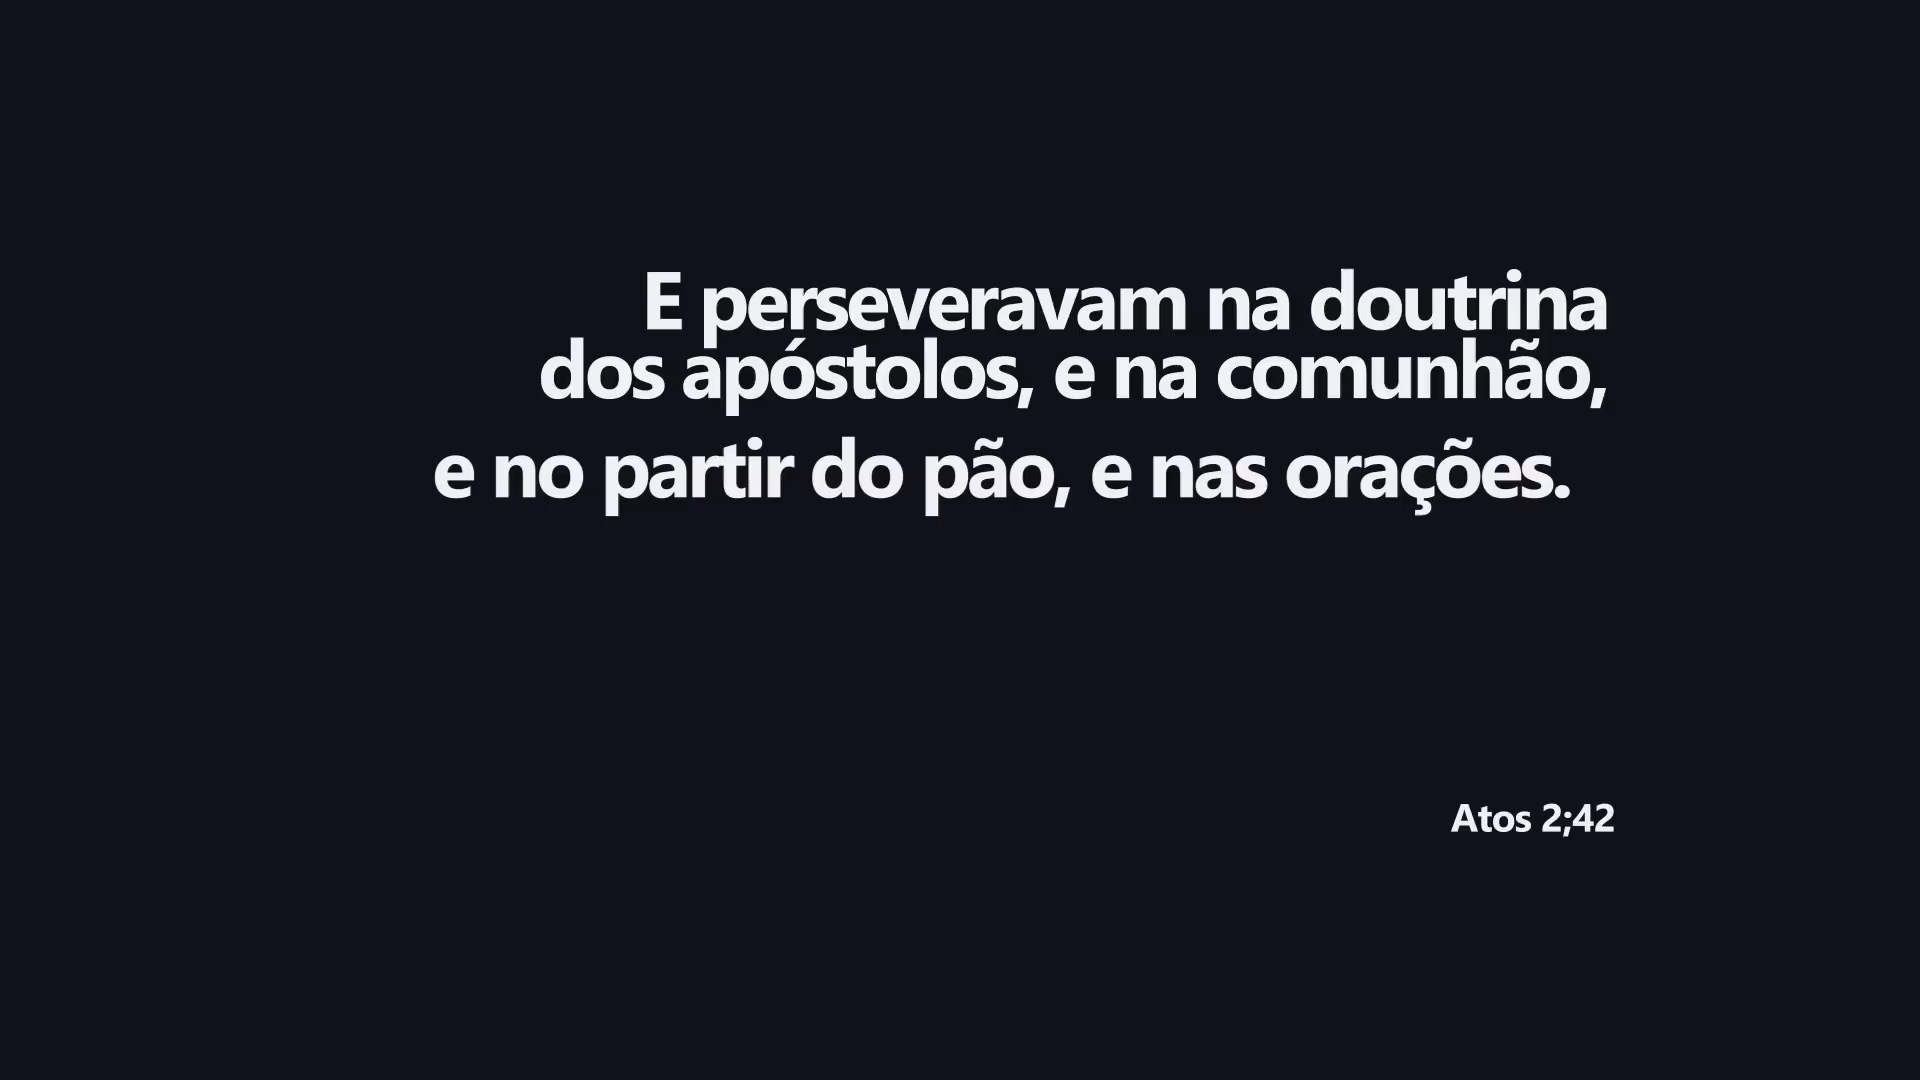 E perseveravam na doutrina
dos apóstolos, e na comunhão,
e no partir do pão, e nas orações.
Atos 2;42